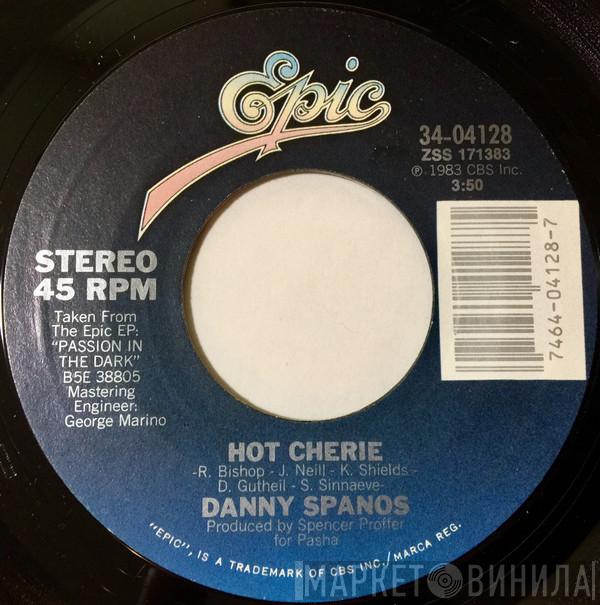 Epic
34-04128
ZSS 171383
℗ 1983 CBS Inc.
3:50
7464-04128-7
STEREO
45 RPM
Taken From
The Epic EP:
"PASSION IN
THE DARK"
B5E 38805
Mastering
Engineer:
George Marino
HOT CHERIE
-R. Bishop - J. Neill - K. Shields-
D. Gutheil - S. Sinnaeve-
DANNY SPANOS
Produced by Spencer Proffer
for Pasha
"EPIC", IS A TRADEMARK OF CBS INC./MARCA REG.
МАРКЕТ ВИНИЛА